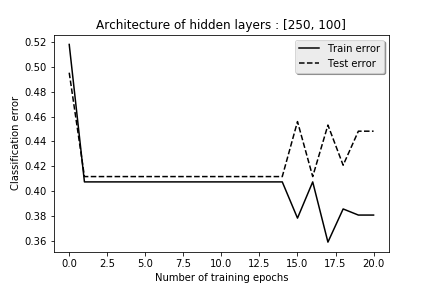 Architecture of hidden layers : [250, 100]
Train error
Test error
Classification error
0.52
0.50
0.48
0.46
0.44
0.42
0.40
0.38
0.36
0.0 2.5 5.0 7.5 10.0 12.5 15.0 17.5 20.0
Number of training epochs